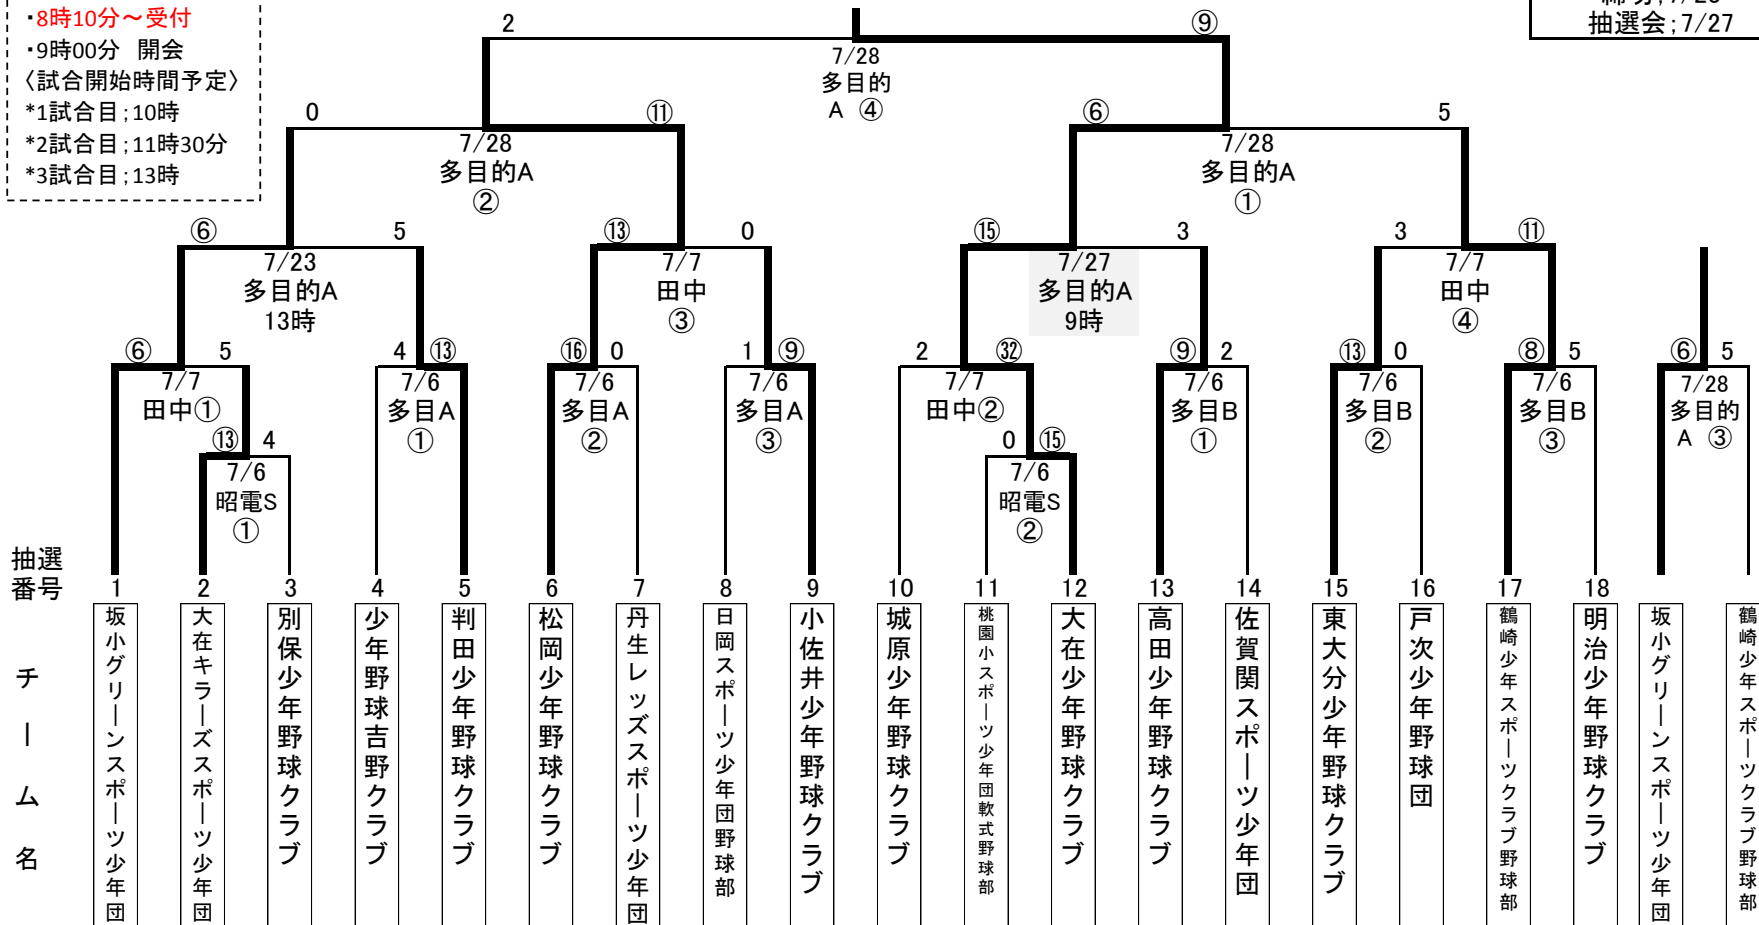 ・8時10分～受付
・9時00分　開会
〈試合開始時間予定〉
*1試合目;10時
*2試合目;11時30分
*3試合目;13時
抽選会;7/27
2 ⑨
7/28
多目的
A ④
0 ⑪
7/28
多目的A
②
⑥ 5
7/28
多目的A
①
⑥ 5
7/23
多目的A
13時
⑬ 0
7/7
田中
③
⑮ 3
7/27
多目的A
9時
3 ⑪
7/7
田中
④
⑥ 5
7/7
田中①
4 ⑬
7/6
多目A
①
⑯ 0
7/6
多目A
②
1 ⑨
7/6
多目A
③
2 ㉜
7/7
田中②
⑨ 2
7/6
多目B
①
⑬ 0
7/6
多目B
②
⑧ 5
7/6
多目B
③
⑥ 5
7/28
多目的
A ③
⑬ 4
7/6
昭電S
①
0 ⑮
7/6
昭電S
②
抽選
番号
1 2 3 4 5 6 7 8 9 10 11 12 13 14 15 16 17 18
チーム名
坂小グリーンスポーツ少年団
大在キラーズスポーツ少年団
別保少年野球クラブ
少年野球吉野クラブ
判田少年野球クラブ
松岡少年野球クラブ
丹生レッズスポーツ少年団
日岡スポーツ少年団野球部
小佐井少年野球クラブ
城原少年野球クラブ
桃園小スポーツ少年団軟式野球部
大在少年野球クラブ
高田少年野球クラブ
佐賀関スポーツ少年団
東大分少年野球クラブ
戸次少年野球団
鶴崎少年スポーツクラブ野球部
明治少年野球クラブ
坂小グリーンスポーツ少年団
鶴崎少年スポーツクラブ野球部